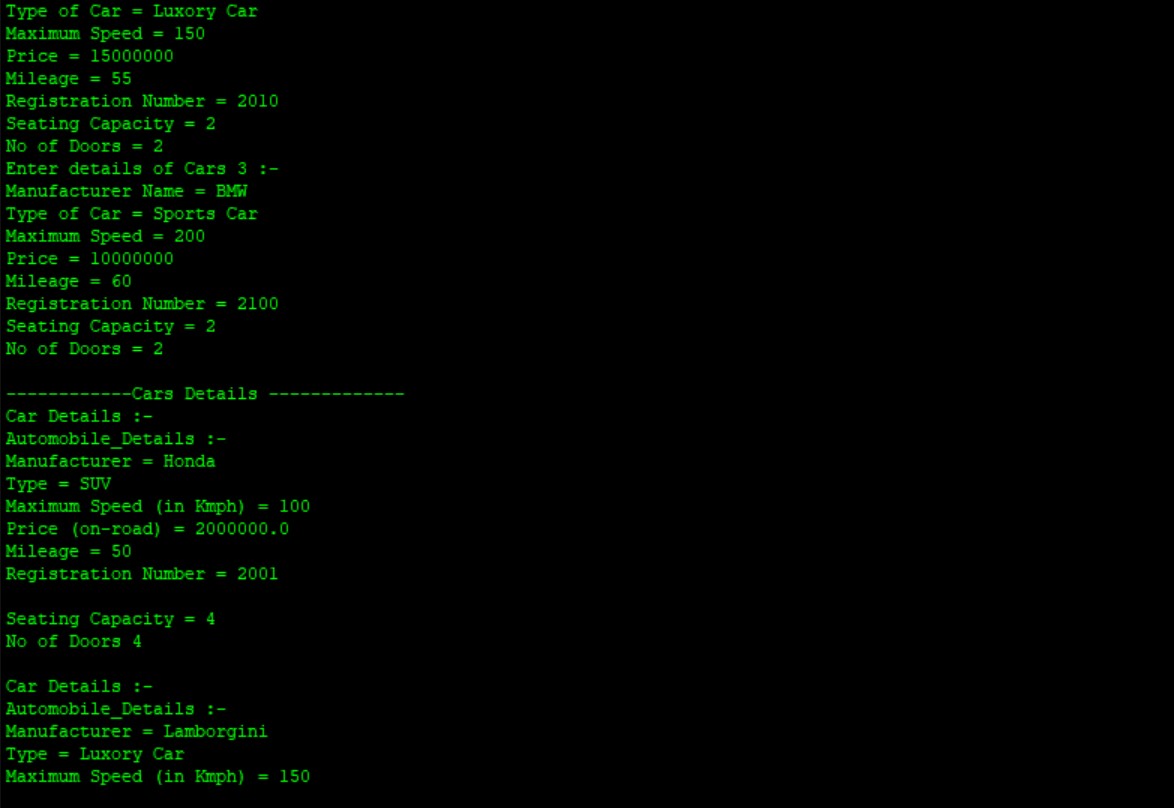 Type of Car = Luxory Car
Maximum Speed = 150
Price = 15000000
Mileage = 55
Registration Number = 2010
Seating Capacity = 2
No of Doors = 2
Enter details of Cars 3 :-
Manufacturer Name = BMW
Type of Car = Sports Car
Maximum Speed = 200
Price = 10000000
Mileage = 60
Registration Number = 2100
Seating Capacity = 2
No of Doors = 2
------------Cars Details -------------
Car Details :-
Automobile_Details :-
Manufacturer = Honda
Type = SUV
Maximum Speed (in Kmph) = 100
Price (on-road) = 2000000.0
Mileage = 50
Registration Number = 2001
Seating Capacity = 4
No of Doors 4
Car Details :-
Automobile_Details :-
Manufacturer = Lamborgini
Type = Luxory Car
Maximum Speed (in Kmph) = 150